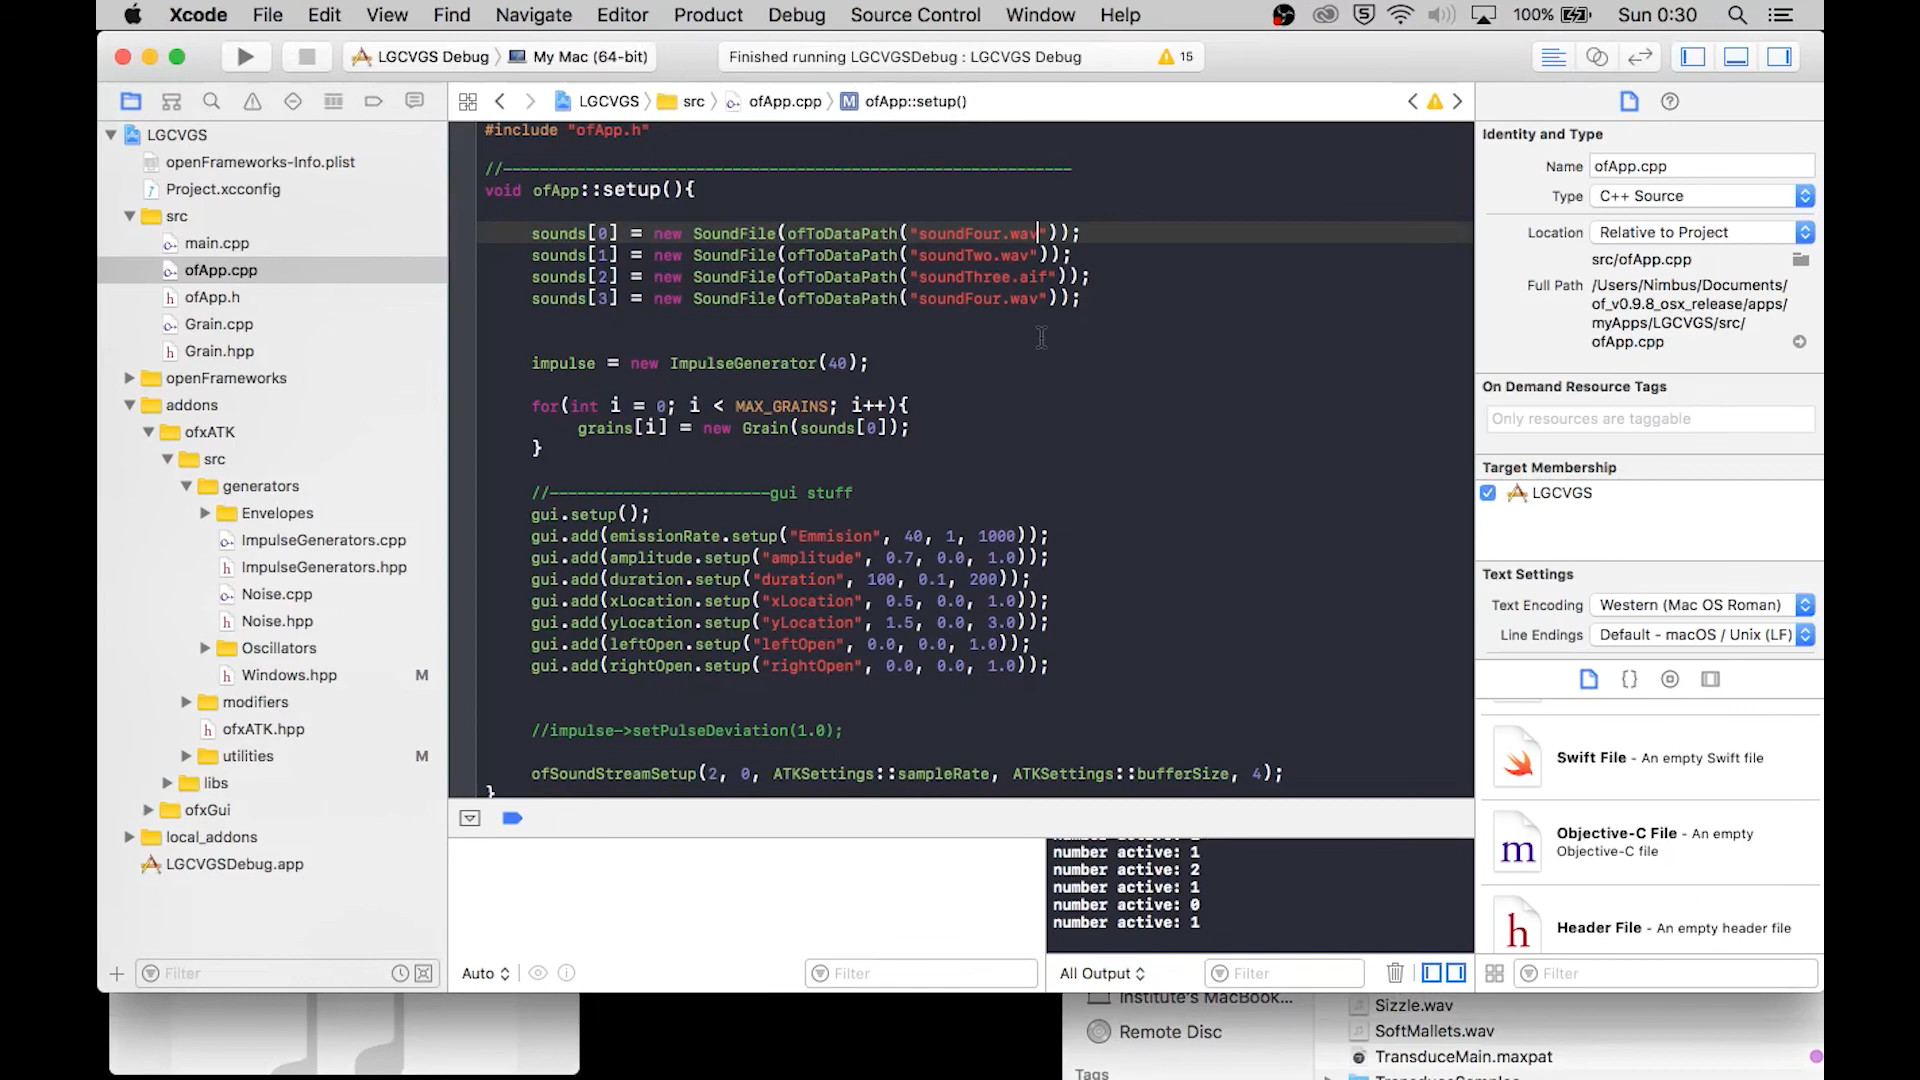 Xcode File Edit View Find Navigate Editor Product Debug Source Control Window Help 100% Sun 0:30
LGCVGS Debug My Mac (64-bit) Finished running LGCVGSDebug : LGCVGS Debug 15
LGCVGS src ofApp.cpp M ofApp::setup()
LGCVGS
openFrameworks-Info.plist
Project.xcconfig
src
main.cpp
ofApp.cpp
ofApp.h
Grain.cpp
Grain.hpp
openFrameworks
addons
ofxATK
src
generators
Envelopes
ImpulseGenerators.cpp
ImpulseGenerators.hpp
Noise.cpp
Noise.hpp
Oscillators
Windows.hpp M
modifiers
ofxATK.hpp
utilities M
libs
ofxGui
local_addons
LGCVGSDebug.app
Filter
#include "ofApp.h"
//--------------------------------------------------------------
void ofApp::setup(){
sounds[0] = new SoundFile(ofToDataPath("soundFour.wav"));
sounds[1] = new SoundFile(ofToDataPath("soundTwo.wav"));
sounds[2] = new SoundFile(ofToDataPath("soundThree.aif"));
sounds[3] = new SoundFile(ofToDataPath("soundFour.wav"));
impulse = new ImpulseGenerator(40);
for(int i = 0; i < MAX_GRAINS; i++){
grains[i] = new Grain(sounds[0]);
}
//------------------------gui stuff
gui.setup();
gui.add(emissionRate.setup("Emmision", 40, 1, 1000));
gui.add(amplitude.setup("amplitude", 0.7, 0.0, 1.0));
gui.add(duration.setup("duration", 100, 0.1, 200));
gui.add(xLocation.setup("xLocation", 0.5, 0.0, 1.0));
gui.add(yLocation.setup("yLocation", 1.5, 0.0, 3.0));
gui.add(leftOpen.setup("leftOpen", 0.0, 0.0, 1.0));
gui.add(rightOpen.setup("rightOpen", 0.0, 0.0, 1.0));
//impulse->setPulseDeviation(1.0);
ofSoundStreamSetup(2, 0, ATKSettings::sampleRate, ATKSettings::bufferSize, 4);
}
number active: 1
number active: 2
number active: 1
number active: 0
number active: 1
Auto Filter All Output Filter
Identity and Type
Name ofApp.cpp
Type C++ Source
Location Relative to Project
src/ofApp.cpp
Full Path /Users/Nimbus/Documents/
of_v0.9.8_osx_release/apps/
myApps/LGCVGS/src/
ofApp.cpp
On Demand Resource Tags
Only resources are taggable
Target Membership
LGCVGS
Text Settings
Text Encoding Western (Mac OS Roman)
Line Endings Default - macOS / Unix (LF)
Swift File - An empty Swift file
m Objective-C File - An empty
Objective-C file
h Header File - An empty header file
Filter
Institute's MacBook...
Remote Disc
Tags
Sizzle.wav
SoftMallets.wav
TransduceMain.maxpat